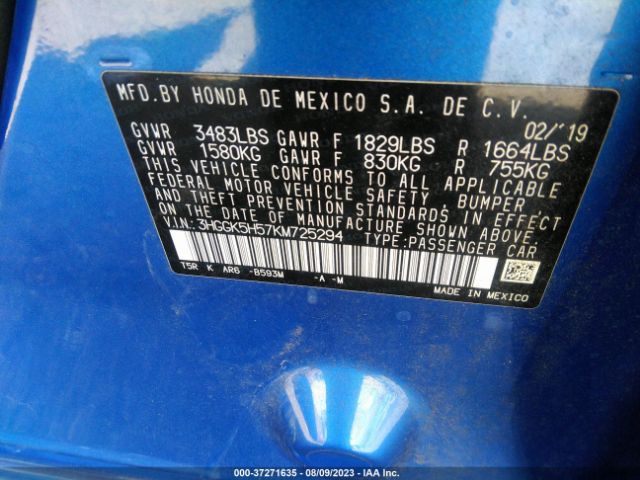 MFD.BY HONDA DE MEXICO S.A. DE C.V.
02/'19
GVWR 3483LBS GAWR F 1829LBS R 1664LBS
GVWR 1580KG GAWR F 830KG R 755KG
THIS VEHICLE CONFORMS TO ALL APPLICABLE
FEDERAL MOTOR VEHICLE SAFETY, BUMPER
AND THEFT PREVENTION STANDARDS IN EFFECT
ON THE DATE OF MANUFACTURE SHOWN ABOVE.
V.I.N.:3HGGK5H57KM725294 TYPE:PASSENGER CAR
T5R K AR6 -B593M -A -M
MADE IN MEXICO
000-37271635 - 08/09/2023 - IAA Inc.